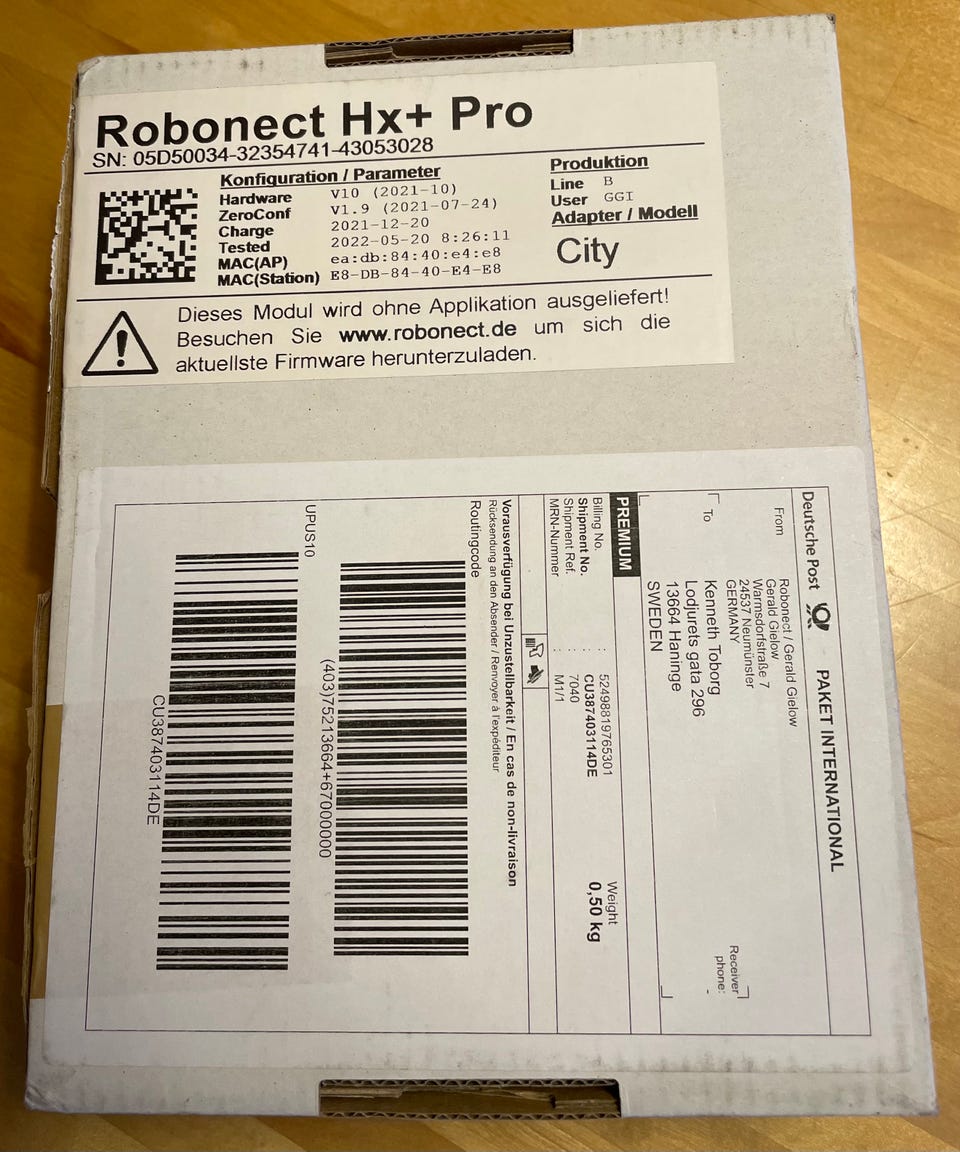 Robonect Hx+ Pro
SN: 05D50034-32354741-43053028
Konfiguration / Parameter
Hardware V10 (2021-10)
ZeroConf V1.9 (2021-07-24)
Charge 2021-12-20
Tested 2022-05-20 8:26:11
MAC(AP) ea:db:84:40:e4:e8
MAC(Station) E8-DB-84-40-E4-E8
Produktion
Line B
User GGI
Adapter / Modell
City
Dieses Modul wird ohne Applikation ausgeliefert!
Besuchen Sie www.robonect.de um sich die
aktuellste Firmware herunterzuladen.
Deutsche Post PAKET INTERNATIONAL
From
Robonect / Gerald Gielow
Gerald Gielow
Warmsdorfstraße 7
24537 Neumünster
GERMANY
To
Kenneth Toborg
Lodjurets gata 296
13664 Haninge
SWEDEN
Receiver
phone: -
PREMIUM
Billing No. : 52498819765301
Shipment No. : CU387403114DE
Shipment Ref. : 7040
MRN-Nummer : M1/1
Weight
0,50 kg
Vorausverfügung bei Unzustellbarkeit / En cas de non-livraison
Rücksendung an den Absender / Renvoyer à l'expéditeur
Routingcode
(403)75213664+67000000
UPUS10
CU387403114DE